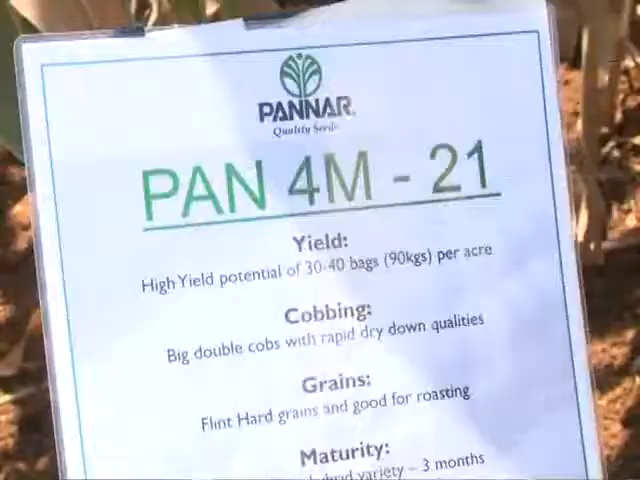 PANNAR
Quality Seeds
PAN 4M - 21
Yield:
High-Yield potential of 30-40 bags (90kgs) per acre
Cobbing:
Big double cobs with rapid dry down qualities
Grains:
Flint Hard grains and good for roasting
Maturity:
variety – 3 months